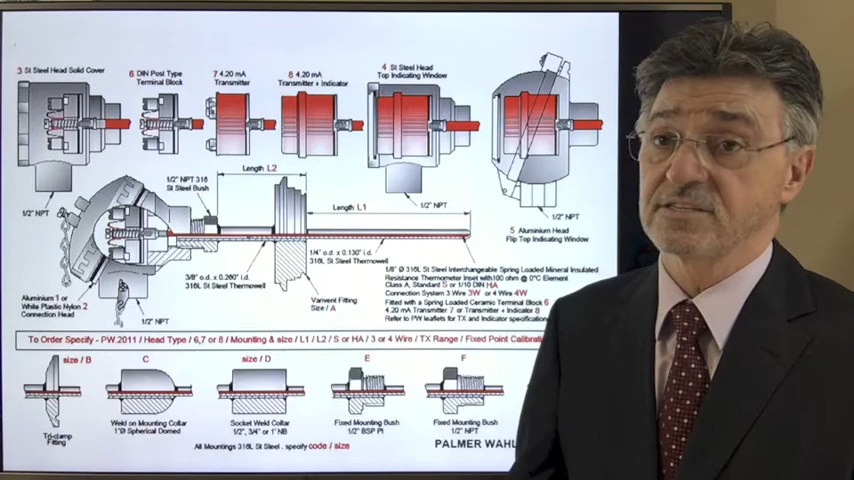 3 St Steel Head Solid Cover
6 DIN Post Type
Terminal Block
7 4.20 mA
Transmitter
8 4.20 mA
Transmitter + Indicator
4 St Steel Head
Top Indicating Window
1/2" NPT
1/2" NPT 316
St Steel Bush
Length L2
Length L1
1/2" NPT
1/2" NPT
5 Aluminium Head
Flip Top Indicating Window
3/8" o.d. x 0.260" i.d.
316L St Steel Thermowell
1/4" o.d. x 0.130" i.d.
316L St Steel Thermowell
1/8" Ø 316L St Steel Interchangeable Spring Loaded Mineral Insulated
Resistance Thermometer Inset with 100 ohm @ 0°C Element
Class A, Standard S or 1/10 DIN HA
Connection System 3 Wire 3W or 4 Wire 4W
Fitted with a Spring Loaded Ceramic Terminal Block 6
4.20 mA Transmitter 7 or Transmitter + Indicator 8
Refer to PW leaflets for TX and Indicator specification
Varivent Fitting
Size / A
Aluminium 1 or
White Plastic Nylon 2
Connection Head
1/2" NPT
To Order Specify - PW.2011 / Head Type / 6,7 or 8 / Mounting & size / L1 / L2 / S or HA / 3 or 4 Wire / TX Range / Fixed Point Calibrati
size / B
C
size / D
E
F
Tri-clamp
Fitting
Weld on Mounting Collar
1"Ø Spherical Domed
Socket Weld Collar
1/2", 3/4" or 1" NB
Fixed Mounting Bush
1/2" BSP Pl
Fixed Mounting Bush
1/2" NPT
All Mountings 316L St Steel . specify code / size
PALMER WAHL